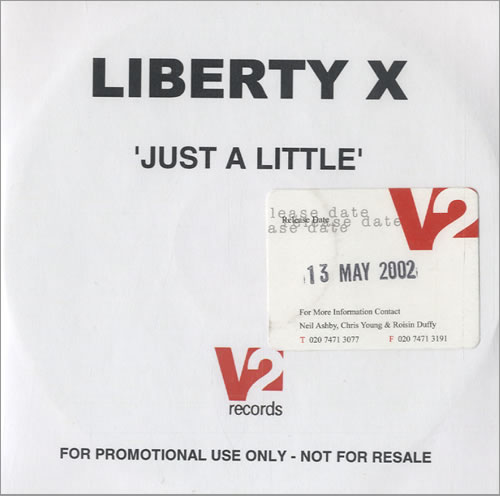 LIBERTY X
'JUST A LITTLE'
V2
lease date
Release Date
release date
ase date
13 MAY 2002
For More Information Contact
Neil Ashby, Chris Young & Roisin Duffy
T 020 7471 3077 F 020 7471 3191
V2
records
FOR PROMOTIONAL USE ONLY - NOT FOR RESALE